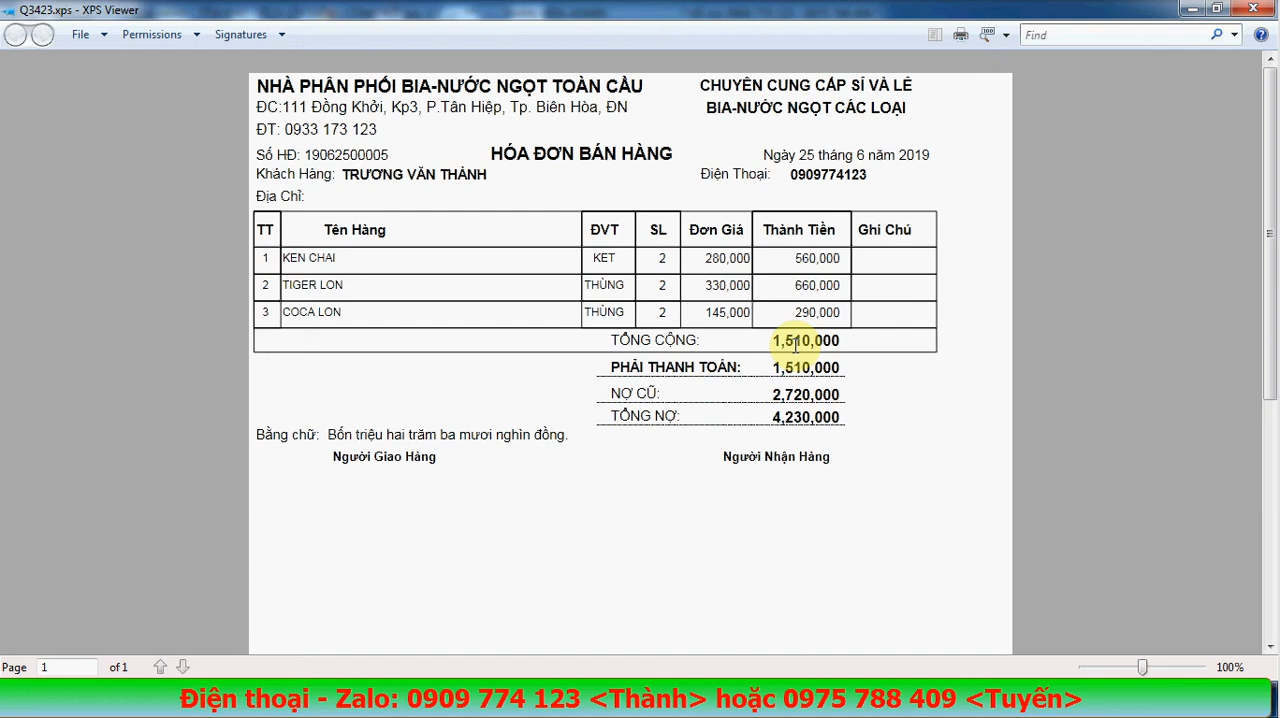 Q3423.xps - XPS Viewer
File Permissions Signatures Find
NHÀ PHÂN PHỐI BIA-NƯỚC NGỌT TOÀN CẦU CHUYÊN CUNG CẤP SỈ VÀ LẺ
ĐC:111 Đồng Khởi, Kp3, P.Tân Hiệp, Tp. Biên Hòa, ĐN BIA-NƯỚC NGỌT CÁC LOẠI
ĐT: 0933 173 123
Số HĐ: 19062500005 HÓA ĐƠN BÁN HÀNG Ngày 25 tháng 6 năm 2019
Khách Hàng: TRƯƠNG VĂN THÀNH Điện Thoại: 0909774123
Địa Chỉ:
TT Tên Hàng ĐVT SL Đơn Giá Thành Tiền Ghi Chú
1 KEN CHAI KET 2 280,000 560,000
2 TIGER LON THÙNG 2 330,000 660,000
3 COCA LON THÙNG 2 145,000 290,000
TỔNG CỘNG: 1,510,000
PHẢI THANH TOÁN: 1,510,000
NỢ CŨ: 2,720,000
TỔNG NỢ: 4,230,000
Bằng chữ: Bốn triệu hai trăm ba mươi nghìn đồng.
Người Giao Hàng Người Nhận Hàng
Page 1 of 1 100%
Điện thoại - Zalo: 0909 774 123 <Thành> hoặc 0975 788 409 <Tuyến>